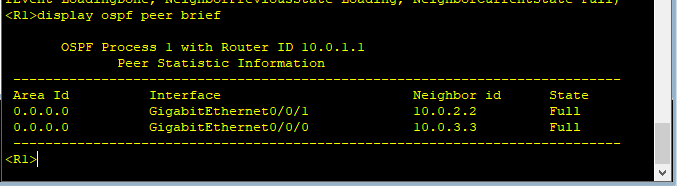 (Event=LoadingDone, NeighborPreviousState=Loading, NeighborCurrentState=Full)
<R1>display ospf peer brief
OSPF Process 1 with Router ID 10.0.1.1
Peer Statistic Information
----------------------------------------------------------------------------
Area Id Interface Neighbor id State
0.0.0.0 GigabitEthernet0/0/1 10.0.2.2 Full
0.0.0.0 GigabitEthernet0/0/0 10.0.3.3 Full
----------------------------------------------------------------------------
<R1>